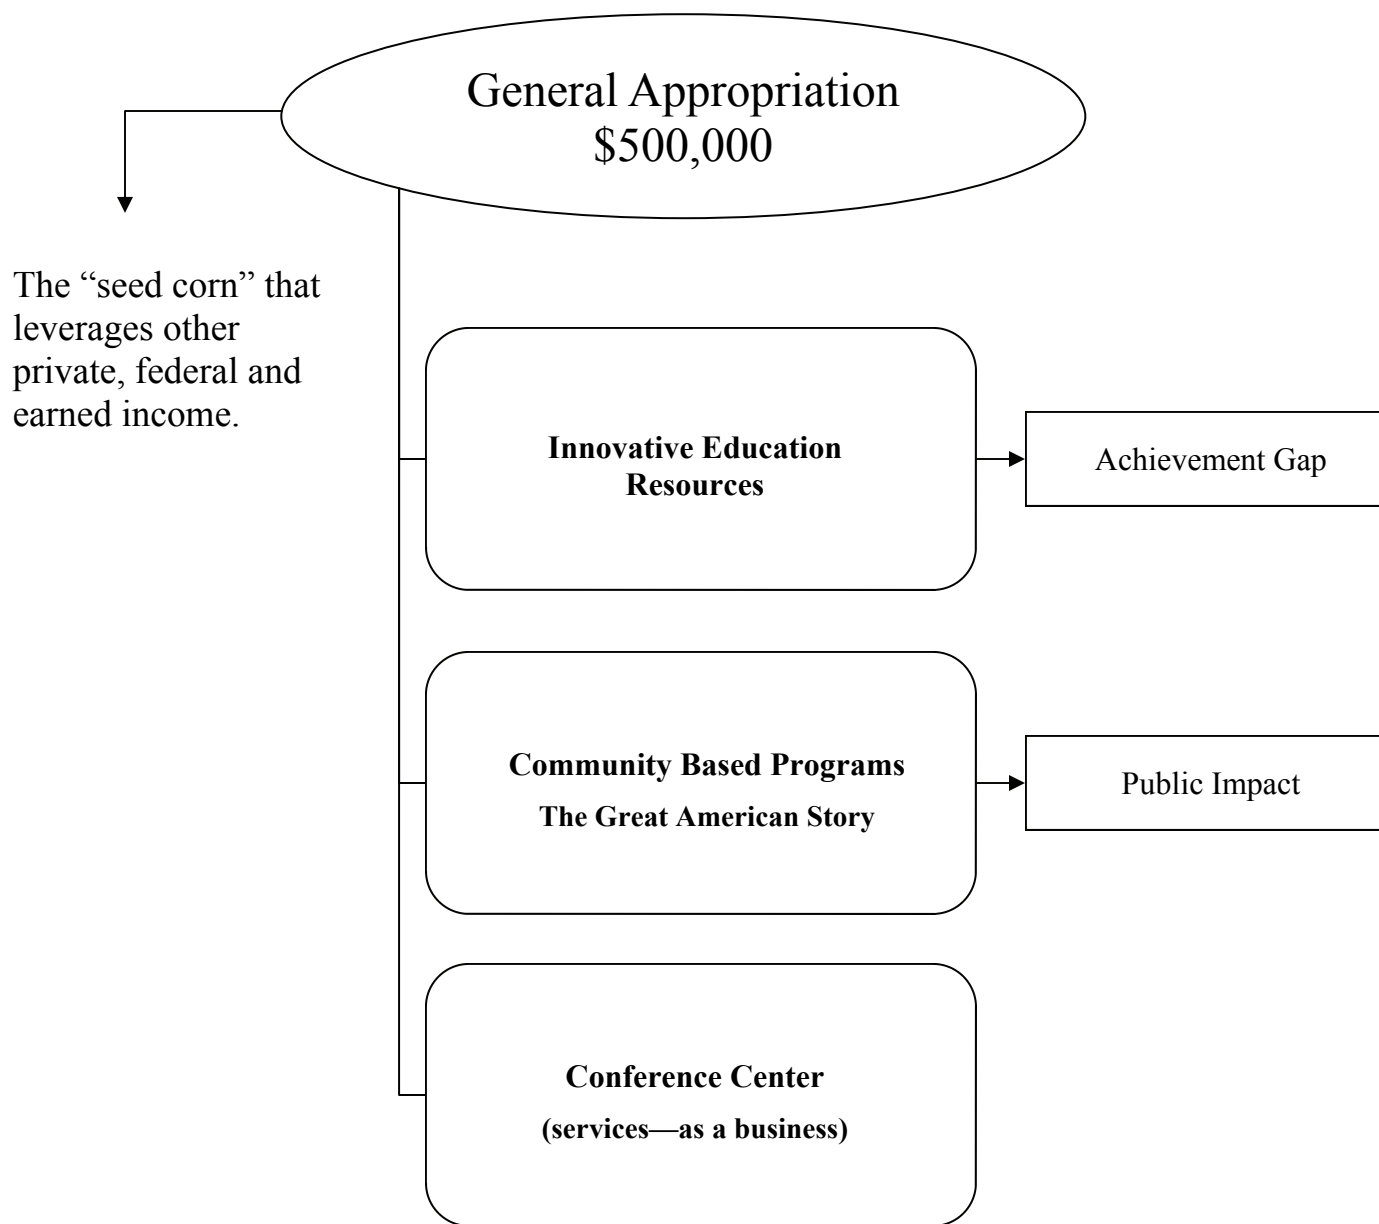 General Appropriation
$500,000
The “seed corn” that
leverages other
private, federal and
earned income.
Innovative Education
Resources
Achievement Gap
Community Based Programs
The Great American Story
Public Impact
Conference Center
(services—as a business)